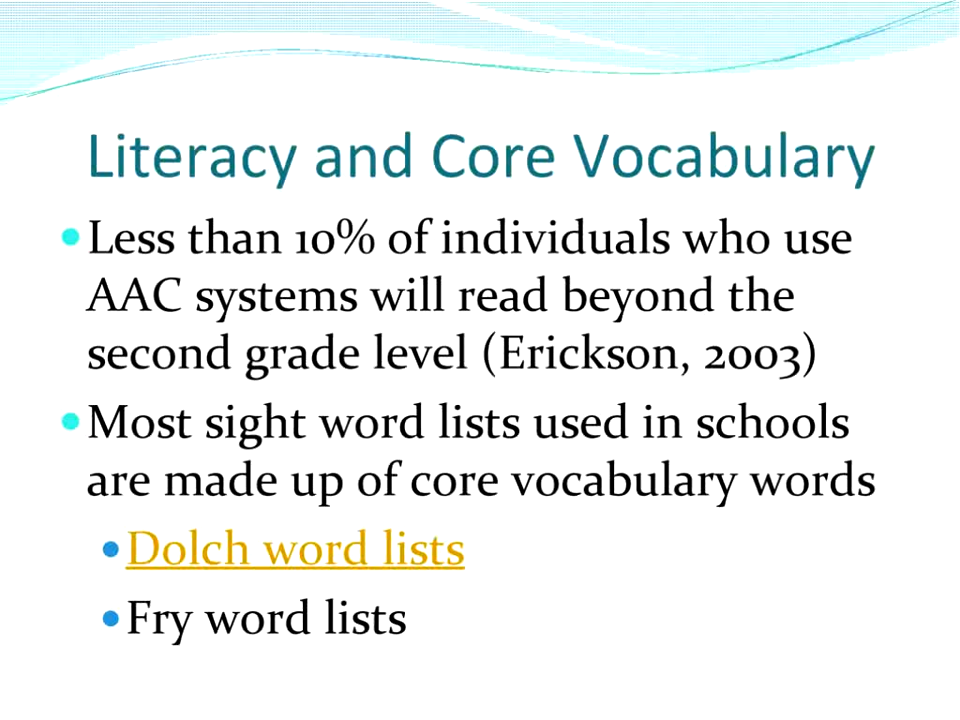 Literacy and Core Vocabulary
Less than 10% of individuals who use
AAC systems will read beyond the
second grade level (Erickson, 2003)
Most sight word lists used in schools
are made up of core vocabulary words
Dolch word lists
Fry word lists